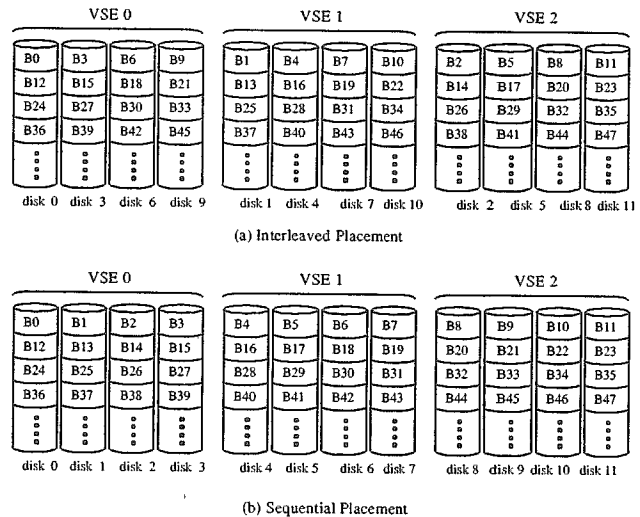 VSE 0 VSE 1 VSE 2
B0 B3 B6 B9 B1 B4 B7 B10 B2 B5 B8 B11
B12 B15 B18 B21 B13 B16 B19 B22 B14 B17 B20 B23
B24 B27 B30 B33 B25 B28 B31 B34 B26 B29 B32 B35
B36 B39 B42 B45 B37 B40 B43 B46 B38 B41 B44 B47
disk 0 disk 3 disk 6 disk 9 disk 1 disk 4 disk 7 disk 10 disk 2 disk 5 disk 8 disk 11
(a) Interleaved Placement
VSE 0 VSE 1 VSE 2
B0 B1 B2 B3 B4 B5 B6 B7 B8 B9 B10 B11
B12 B13 B14 B15 B16 B17 B18 B19 B20 B21 B22 B23
B24 B25 B26 B27 B28 B29 B30 B31 B32 B33 B34 B35
B36 B37 B38 B39 B40 B41 B42 B43 B44 B45 B46 B47
disk 0 disk 1 disk 2 disk 3 disk 4 disk 5 disk 6 disk 7 disk 8 disk 9 disk 10 disk 11
(b) Sequential Placement